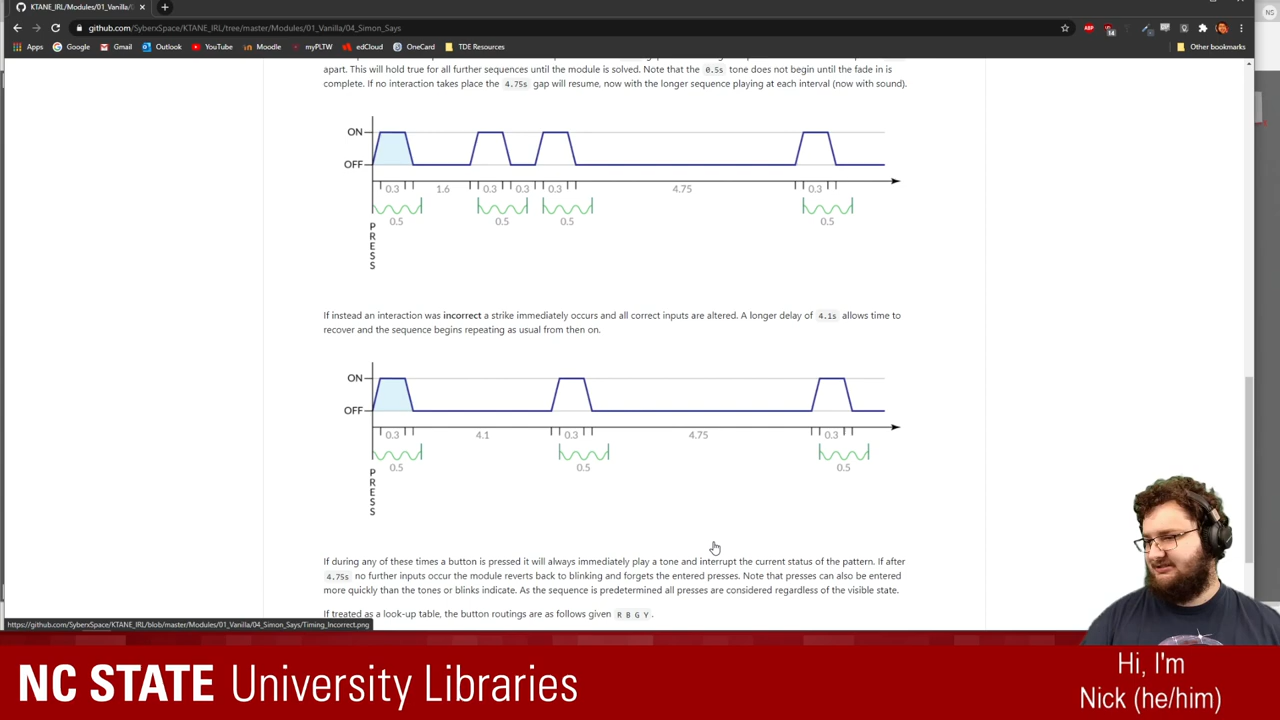 KTANE_IRL/Modules/01_Vanilla/
github.com/SyberxSpace/KTANE_IRL/tree/master/Modules/01_Vanilla/04_Simon_Says
Apps Google Gmail Outlook YouTube Moodle myPLTW edCloud OneCard TDE Resources Other bookmarks
apart. This will hold true for all further sequences until the module is solved. Note that the 0.5s tone does not begin until the fade in is
complete. If no interaction takes place the 4.75s gap will resume, now with the longer sequence playing at each interval (now with sound).
ON
OFF
0.3 1.6 0.3 0.3 0.3 4.75 0.3
0.5 0.5 0.5 0.5
PRESS
If instead an interaction was incorrect a strike immediately occurs and all correct inputs are altered. A longer delay of 4.1s allows time to
recover and the sequence begins repeating as usual from then on.
ON
OFF
0.3 4.1 0.3 4.75 0.3
0.5 0.5 0.5
PRESS
If during any of these times a button is pressed it will always immediately play a tone and interrupt the current status of the pattern. If after
4.75s no further inputs occur the module reverts back to blinking and forgets the entered presses. Note that presses can also be entered
more quickly than the tones or blinks indicate. As the sequence is predetermined all presses are considered regardless of the visible state.
If treated as a look-up table, the button routings are as follows given R B G Y.
https://github.com/SyberxSpace/KTANE_IRL/blob/master/Modules/01_Vanilla/04_Simon_Says/Timing_Incorrect.png
NC STATE University Libraries
Hi, I'm
Nick (he/him)